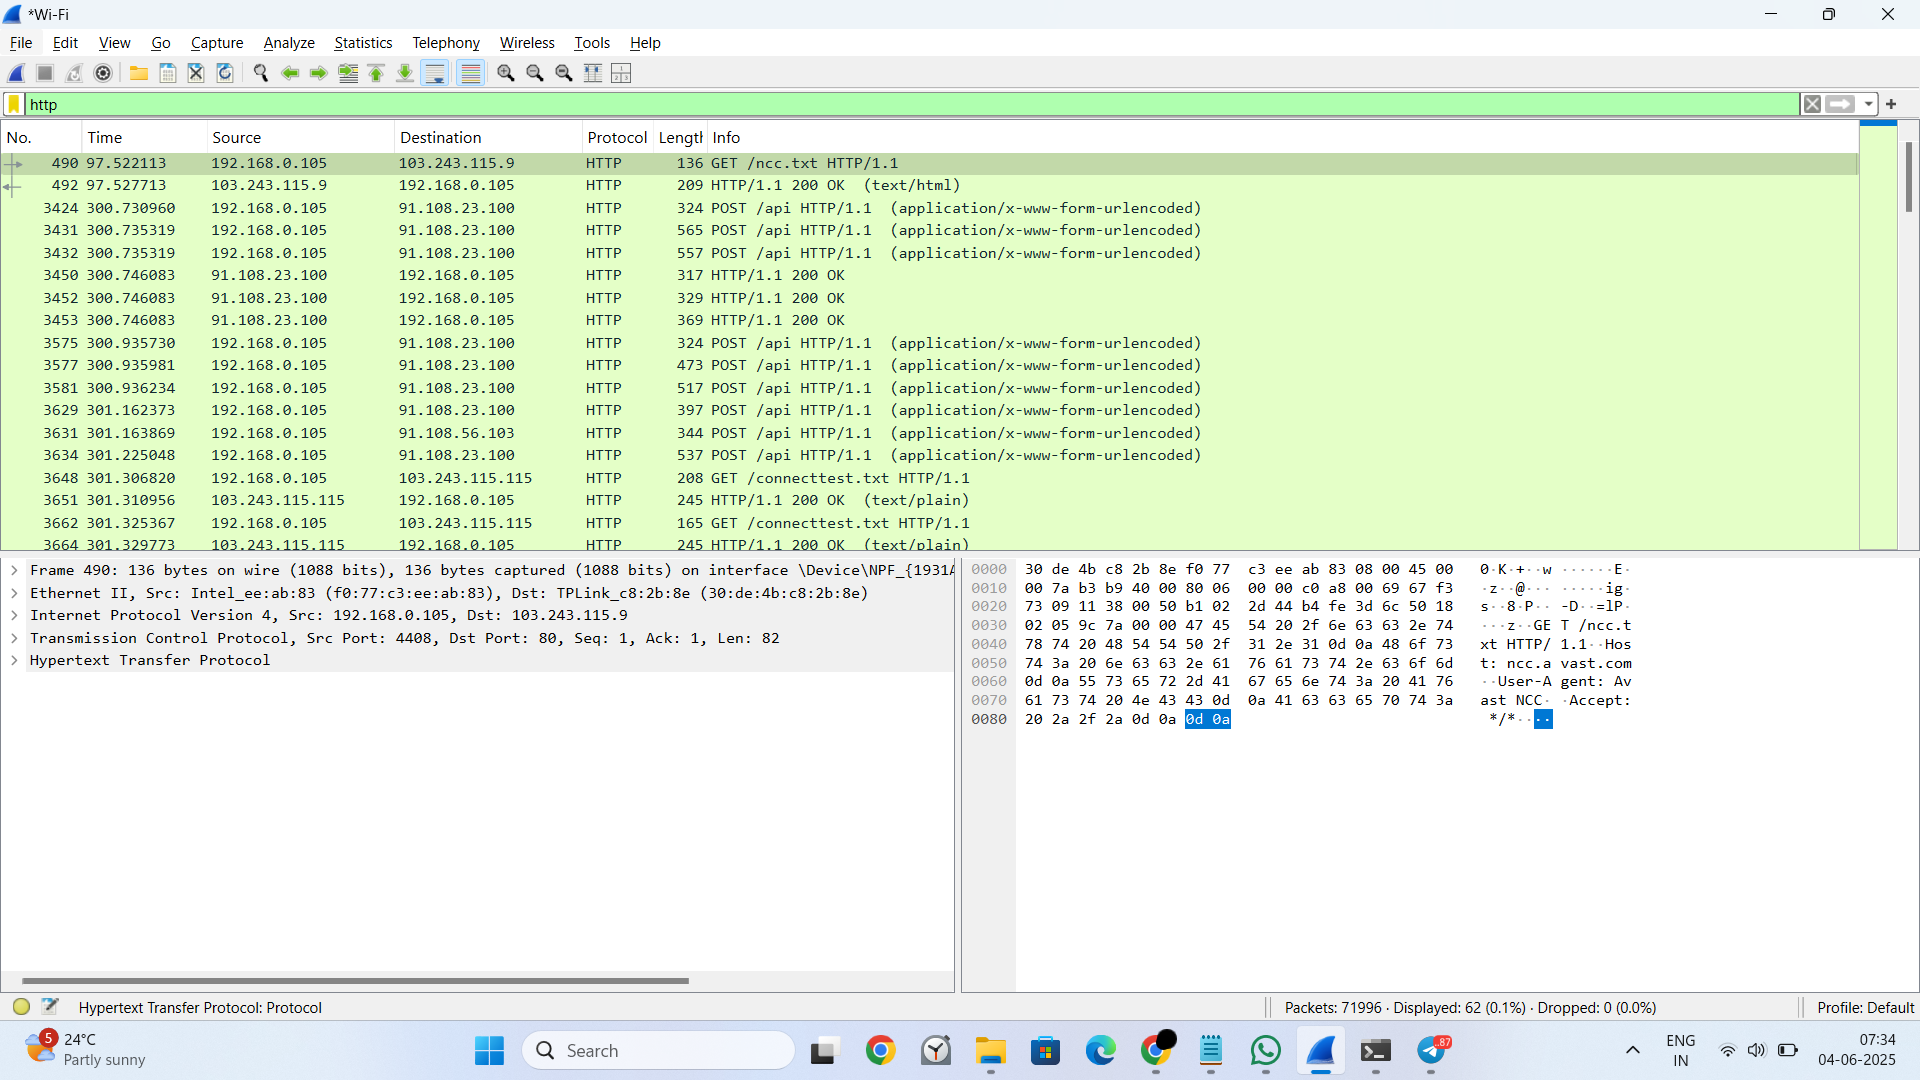 *Wi-Fi
File Edit View Go Capture Analyze Statistics Telephony Wireless Tools Help
http
No. Time Source Destination Protocol Length Info
490 97.522113 192.168.0.105 103.243.115.9 HTTP 136 GET /ncc.txt HTTP/1.1
492 97.527713 103.243.115.9 192.168.0.105 HTTP 209 HTTP/1.1 200 OK (text/html)
3424 300.730960 192.168.0.105 91.108.23.100 HTTP 324 POST /api HTTP/1.1 (application/x-www-form-urlencoded)
3431 300.735319 192.168.0.105 91.108.23.100 HTTP 565 POST /api HTTP/1.1 (application/x-www-form-urlencoded)
3432 300.735319 192.168.0.105 91.108.23.100 HTTP 557 POST /api HTTP/1.1 (application/x-www-form-urlencoded)
3450 300.746083 91.108.23.100 192.168.0.105 HTTP 317 HTTP/1.1 200 OK
3452 300.746083 91.108.23.100 192.168.0.105 HTTP 329 HTTP/1.1 200 OK
3453 300.746083 91.108.23.100 192.168.0.105 HTTP 369 HTTP/1.1 200 OK
3575 300.935730 192.168.0.105 91.108.23.100 HTTP 324 POST /api HTTP/1.1 (application/x-www-form-urlencoded)
3577 300.935981 192.168.0.105 91.108.23.100 HTTP 473 POST /api HTTP/1.1 (application/x-www-form-urlencoded)
3581 300.936234 192.168.0.105 91.108.23.100 HTTP 517 POST /api HTTP/1.1 (application/x-www-form-urlencoded)
3629 301.162373 192.168.0.105 91.108.23.100 HTTP 397 POST /api HTTP/1.1 (application/x-www-form-urlencoded)
3631 301.163869 192.168.0.105 91.108.56.103 HTTP 344 POST /api HTTP/1.1 (application/x-www-form-urlencoded)
3634 301.225048 192.168.0.105 91.108.23.100 HTTP 537 POST /api HTTP/1.1 (application/x-www-form-urlencoded)
3648 301.306820 192.168.0.105 103.243.115.115 HTTP 208 GET /connecttest.txt HTTP/1.1
3651 301.310956 103.243.115.115 192.168.0.105 HTTP 245 HTTP/1.1 200 OK (text/plain)
3662 301.325367 192.168.0.105 103.243.115.115 HTTP 165 GET /connecttest.txt HTTP/1.1
3664 301.329773 103.243.115.115 192.168.0.105 HTTP 245 HTTP/1.1 200 OK (text/plain)
Frame 490: 136 bytes on wire (1088 bits), 136 bytes captured (1088 bits) on interface \Device\NPF_{1931A
Ethernet II, Src: Intel_ee:ab:83 (f0:77:c3:ee:ab:83), Dst: TPLink_c8:2b:8e (30:de:4b:c8:2b:8e)
Internet Protocol Version 4, Src: 192.168.0.105, Dst: 103.243.115.9
Transmission Control Protocol, Src Port: 4408, Dst Port: 80, Seq: 1, Ack: 1, Len: 82
Hypertext Transfer Protocol
0000 30 de 4b c8 2b 8e f0 77 c3 ee ab 83 08 00 45 00 0·K·+··w ······E·
0010 00 7a b3 b9 40 00 80 06 00 00 c0 a8 00 69 67 f3 ·z··@··· ·····ig·
0020 73 09 11 38 00 50 b1 02 2d 44 b4 fe 3d 6c 50 18 s··8·P·· -D··=lP·
0030 02 05 9c 7a 00 00 47 45 54 20 2f 6e 63 63 2e 74 ···z··GE T /ncc.t
0040 78 74 20 48 54 54 50 2f 31 2e 31 0d 0a 48 6f 73 xt HTTP/ 1.1··Hos
0050 74 3a 20 6e 63 63 2e 61 76 61 73 74 2e 63 6f 6d t: ncc.a vast.com
0060 0d 0a 55 73 65 72 2d 41 67 65 6e 74 3a 20 41 76 ··User-A gent: Av
0070 61 73 74 20 4e 43 43 0d 0a 41 63 63 65 70 74 3a ast NCC· ·Accept:
0080 20 2a 2f 2a 0d 0a 0d 0a */*····
Hypertext Transfer Protocol: Protocol Packets: 71996 · Displayed: 62 (0.1%) · Dropped: 0 (0.0%) Profile: Default
5
24°C
Partly sunny
Search
..87
ENG
IN
07:34
04-06-2025